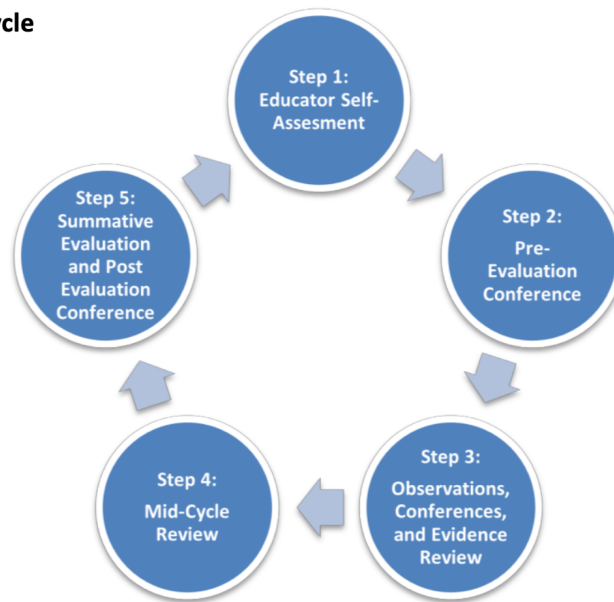 ycle
Step 1:
Educator Self-
Assesment
Step 2:
Pre-
Evaluation
Conference
Step 3:
Observations,
Conferences,
and Evidence
Review
Step 4:
Mid-Cycle
Review
Step 5:
Summative
Evaluation
and Post
Evaluation
Conference